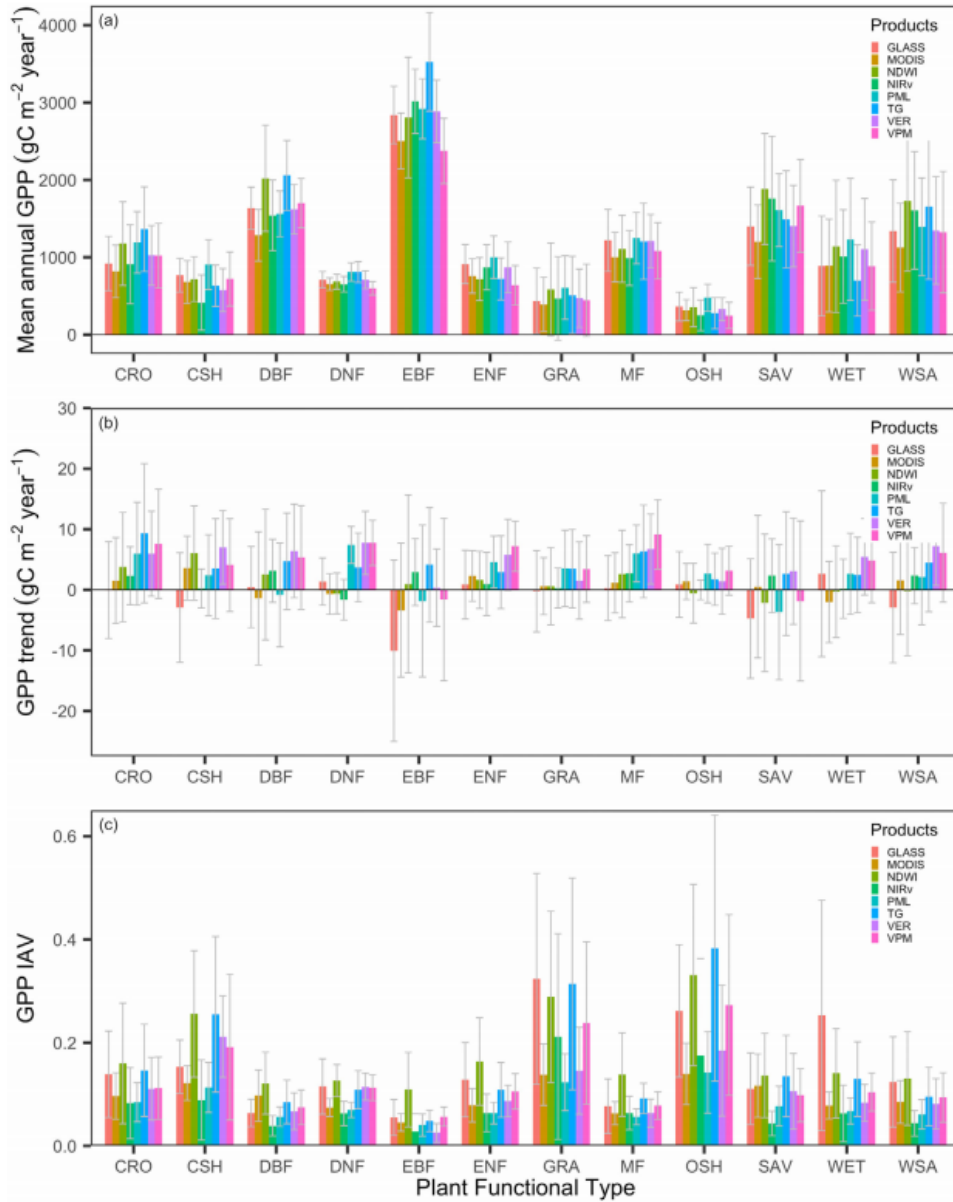 (a)
Products
GLASS
MODIS
NDWI
NIRv
PML
TG
VER
VPM
Mean annual GPP (gC m⁻² year⁻¹)
4000
3000
2000
1000
0
CRO CSH DBF DNF EBF ENF GRA MF OSH SAV WET WSA
(b)
Products
GLASS
MODIS
NDWI
NIRv
PML
TG
VER
VPM
GPP trend (gC m⁻² year⁻¹)
30
20
10
0
-10
-20
CRO CSH DBF DNF EBF ENF GRA MF OSH SAV WET WSA
(c)
Products
GLASS
MODIS
NDWI
NIRv
PML
TG
VER
VPM
GPP IAV
0.6
0.4
0.2
0.0
CRO CSH DBF DNF EBF ENF GRA MF OSH SAV WET WSA
Plant Functional Type